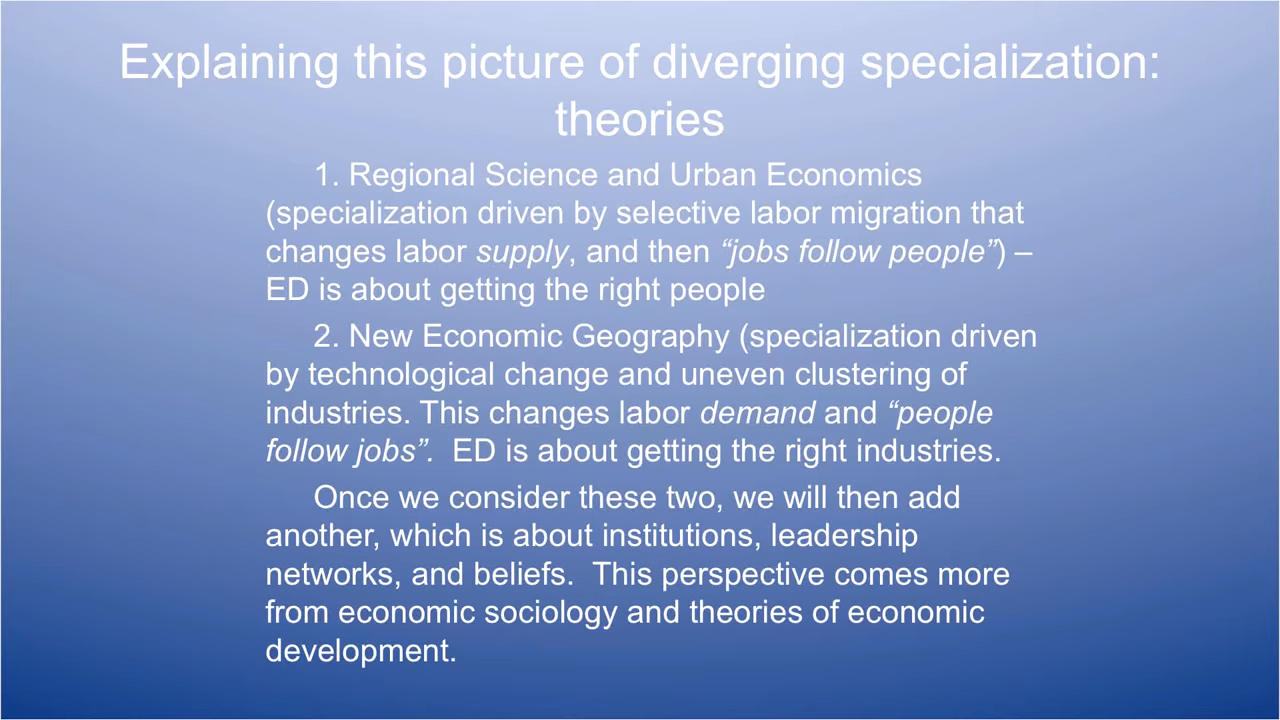 Explaining this picture of diverging specialization:
theories
1. Regional Science and Urban Economics
(specialization driven by selective labor migration that
changes labor supply, and then “jobs follow people”) –
ED is about getting the right people
2. New Economic Geography (specialization driven
by technological change and uneven clustering of
industries. This changes labor demand and “people
follow jobs”.  ED is about getting the right industries.
Once we consider these two, we will then add
another, which is about institutions, leadership
networks, and beliefs.  This perspective comes more
from economic sociology and theories of economic
development.